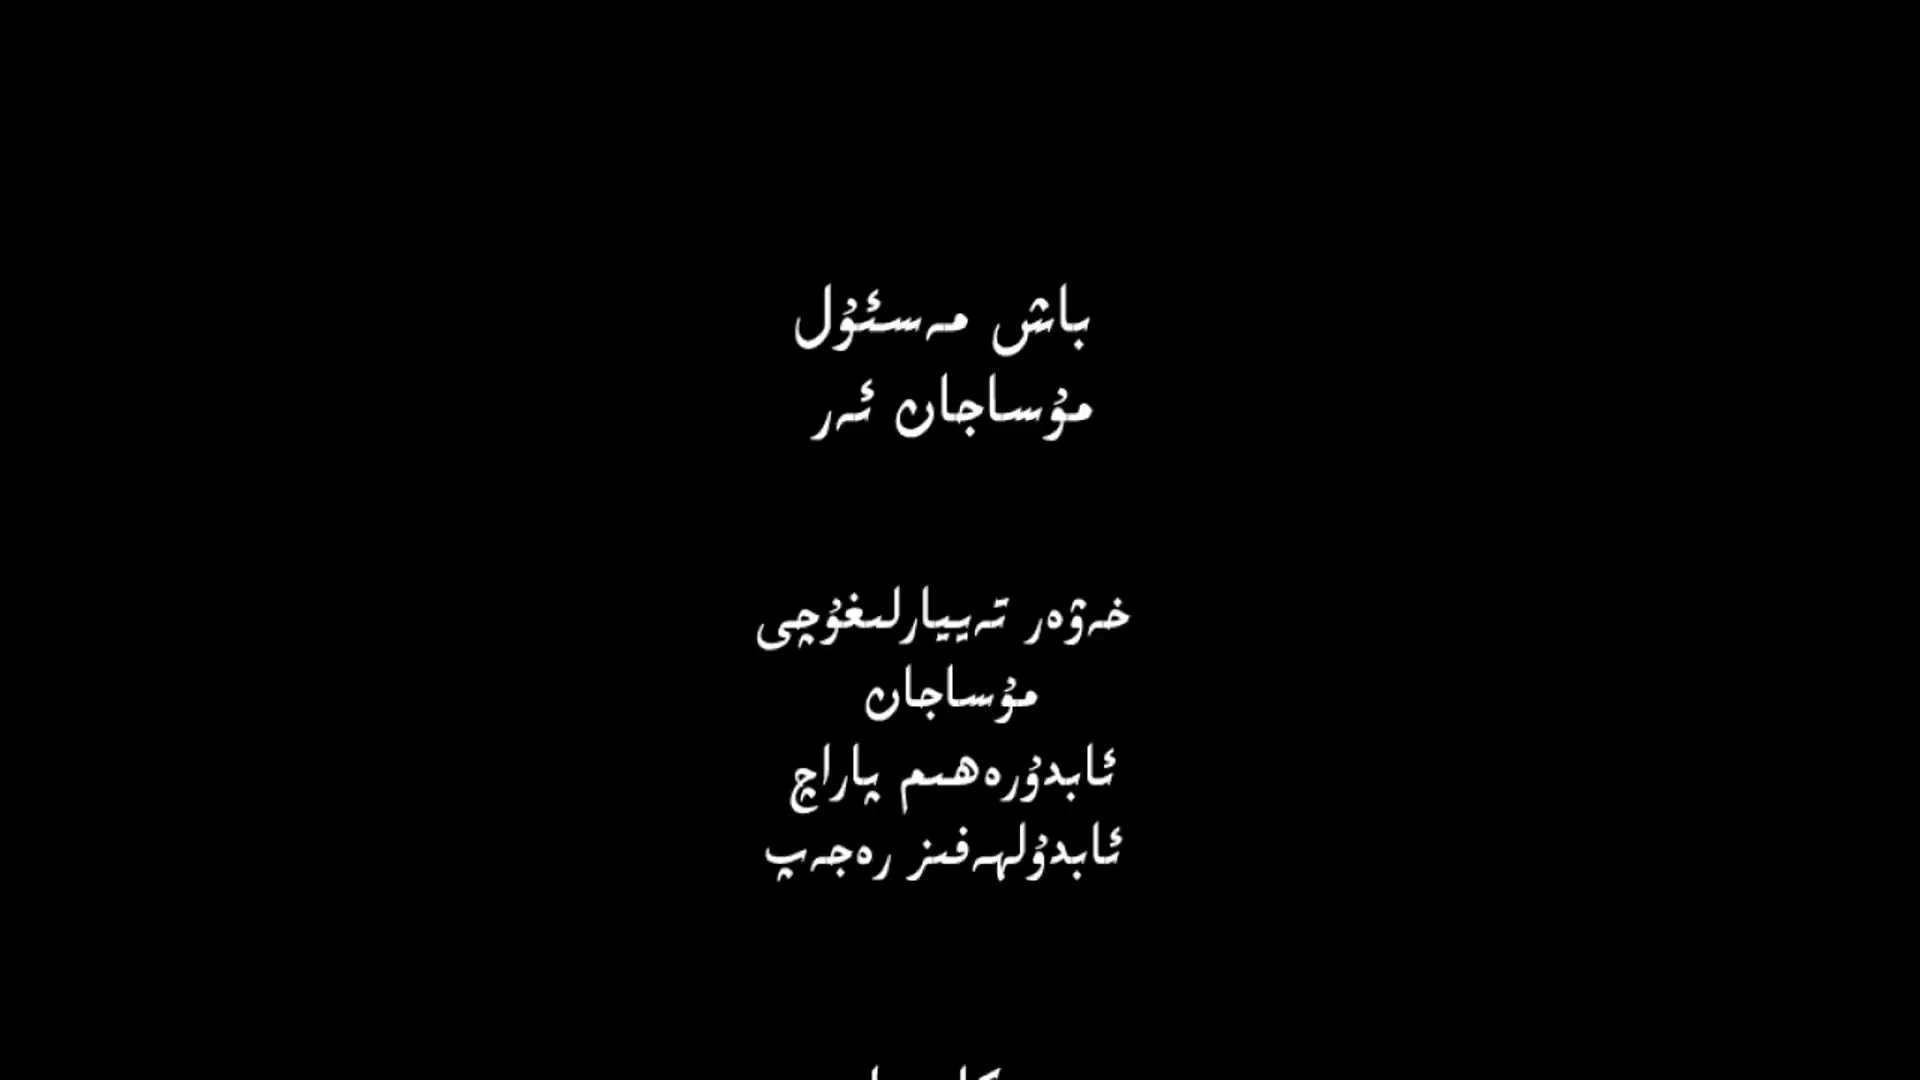 باش مەسئۇل
مۇساجان ئەر
خەۋەر تەييارلىغۇچى
مۇساجان
ئابدۇرەھىم پاراچ
ئابدۇلھەفىز رەجەپ